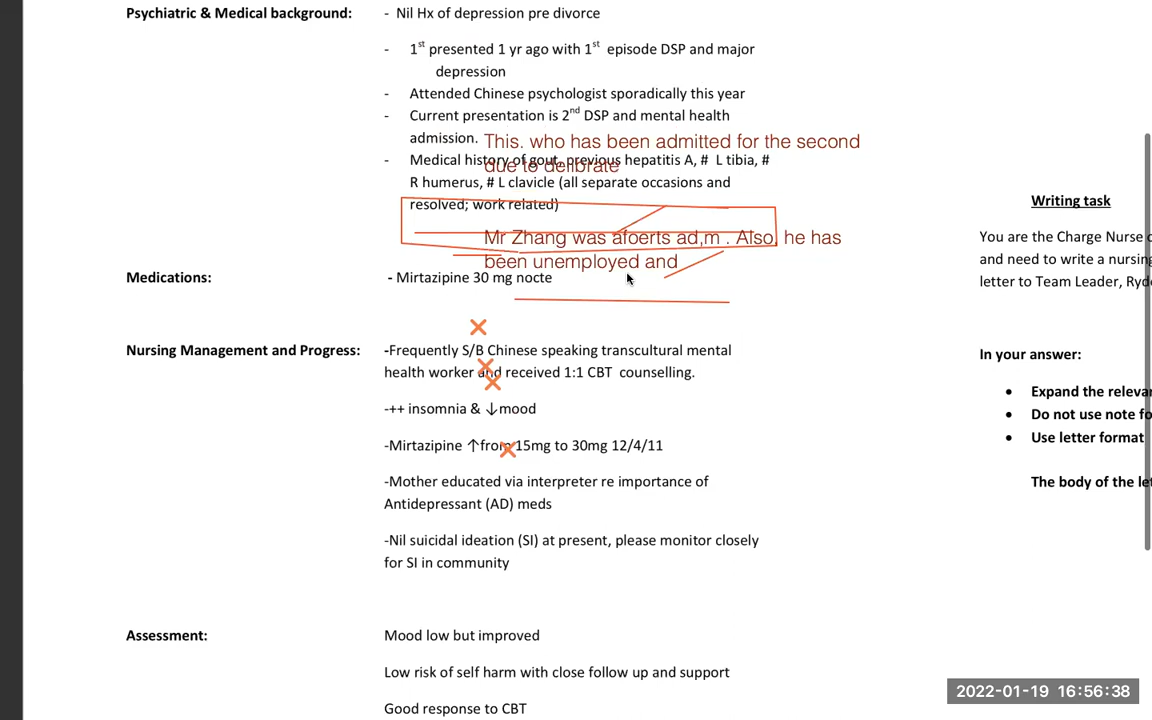 Psychiatric & Medical background:
- Nil Hx of depression pre divorce
- 1st presented 1 yr ago with 1st episode DSP and major
depression
- Attended Chinese psychologist sporadically this year
- Current presentation is 2nd DSP and mental health
admission.
This. who has been admitted for the second
due to delibrate
- Medical history of gout, previous hepatitis A, # L tibia, #
R humerus, # L clavicle (all separate occasions and
resolved; work related)
Mr Zhang was afoerts ad,m . Also, he has
been unemployed and
Medications:
- Mirtazipine 30 mg nocte
Nursing Management and Progress:
-Frequently S/B Chinese speaking transcultural mental
health worker and received 1:1 CBT counselling.
-++ insomnia & ↓mood
-Mirtazipine ↑from 15mg to 30mg 12/4/11
-Mother educated via interpreter re importance of
Antidepressant (AD) meds
-Nil suicidal ideation (SI) at present, please monitor closely
for SI in community
Assessment:
Mood low but improved
Low risk of self harm with close follow up and support
Good response to CBT
Writing task
You are the Charge Nurse
and need to write a nursing
letter to Team Leader,
In your answer:
• Expand the
• Do not use note
• Use letter format
The body of the
2022-01-19 16:56:38